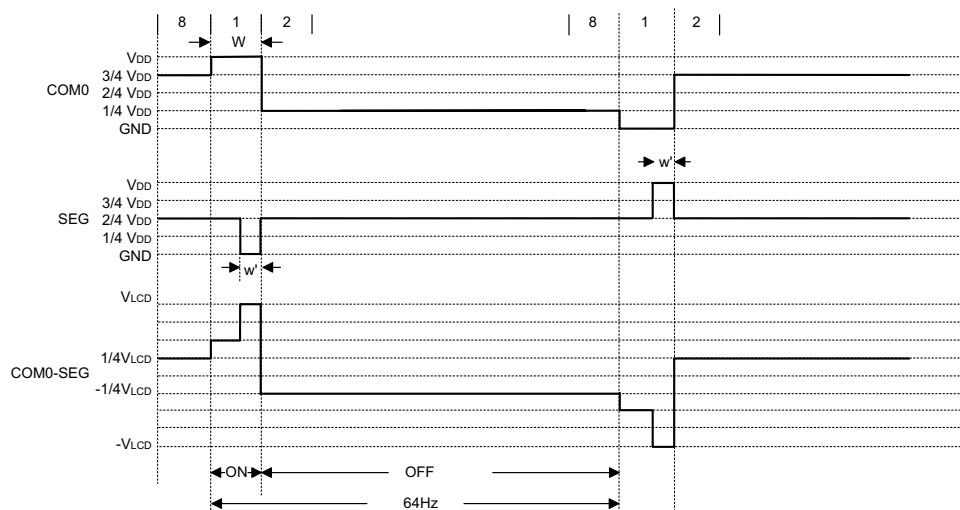 8 1 2 8 1 2
W
VDD
3/4 VDD
COM0
2/4 VDD
1/4 VDD
GND
w'
VDD
3/4 VDD
SEG
2/4 VDD
1/4 VDD
GND
w'
VLCD
1/4VLCD
COM0-SEG
-1/4VLCD
-VLCD
ON OFF
64Hz